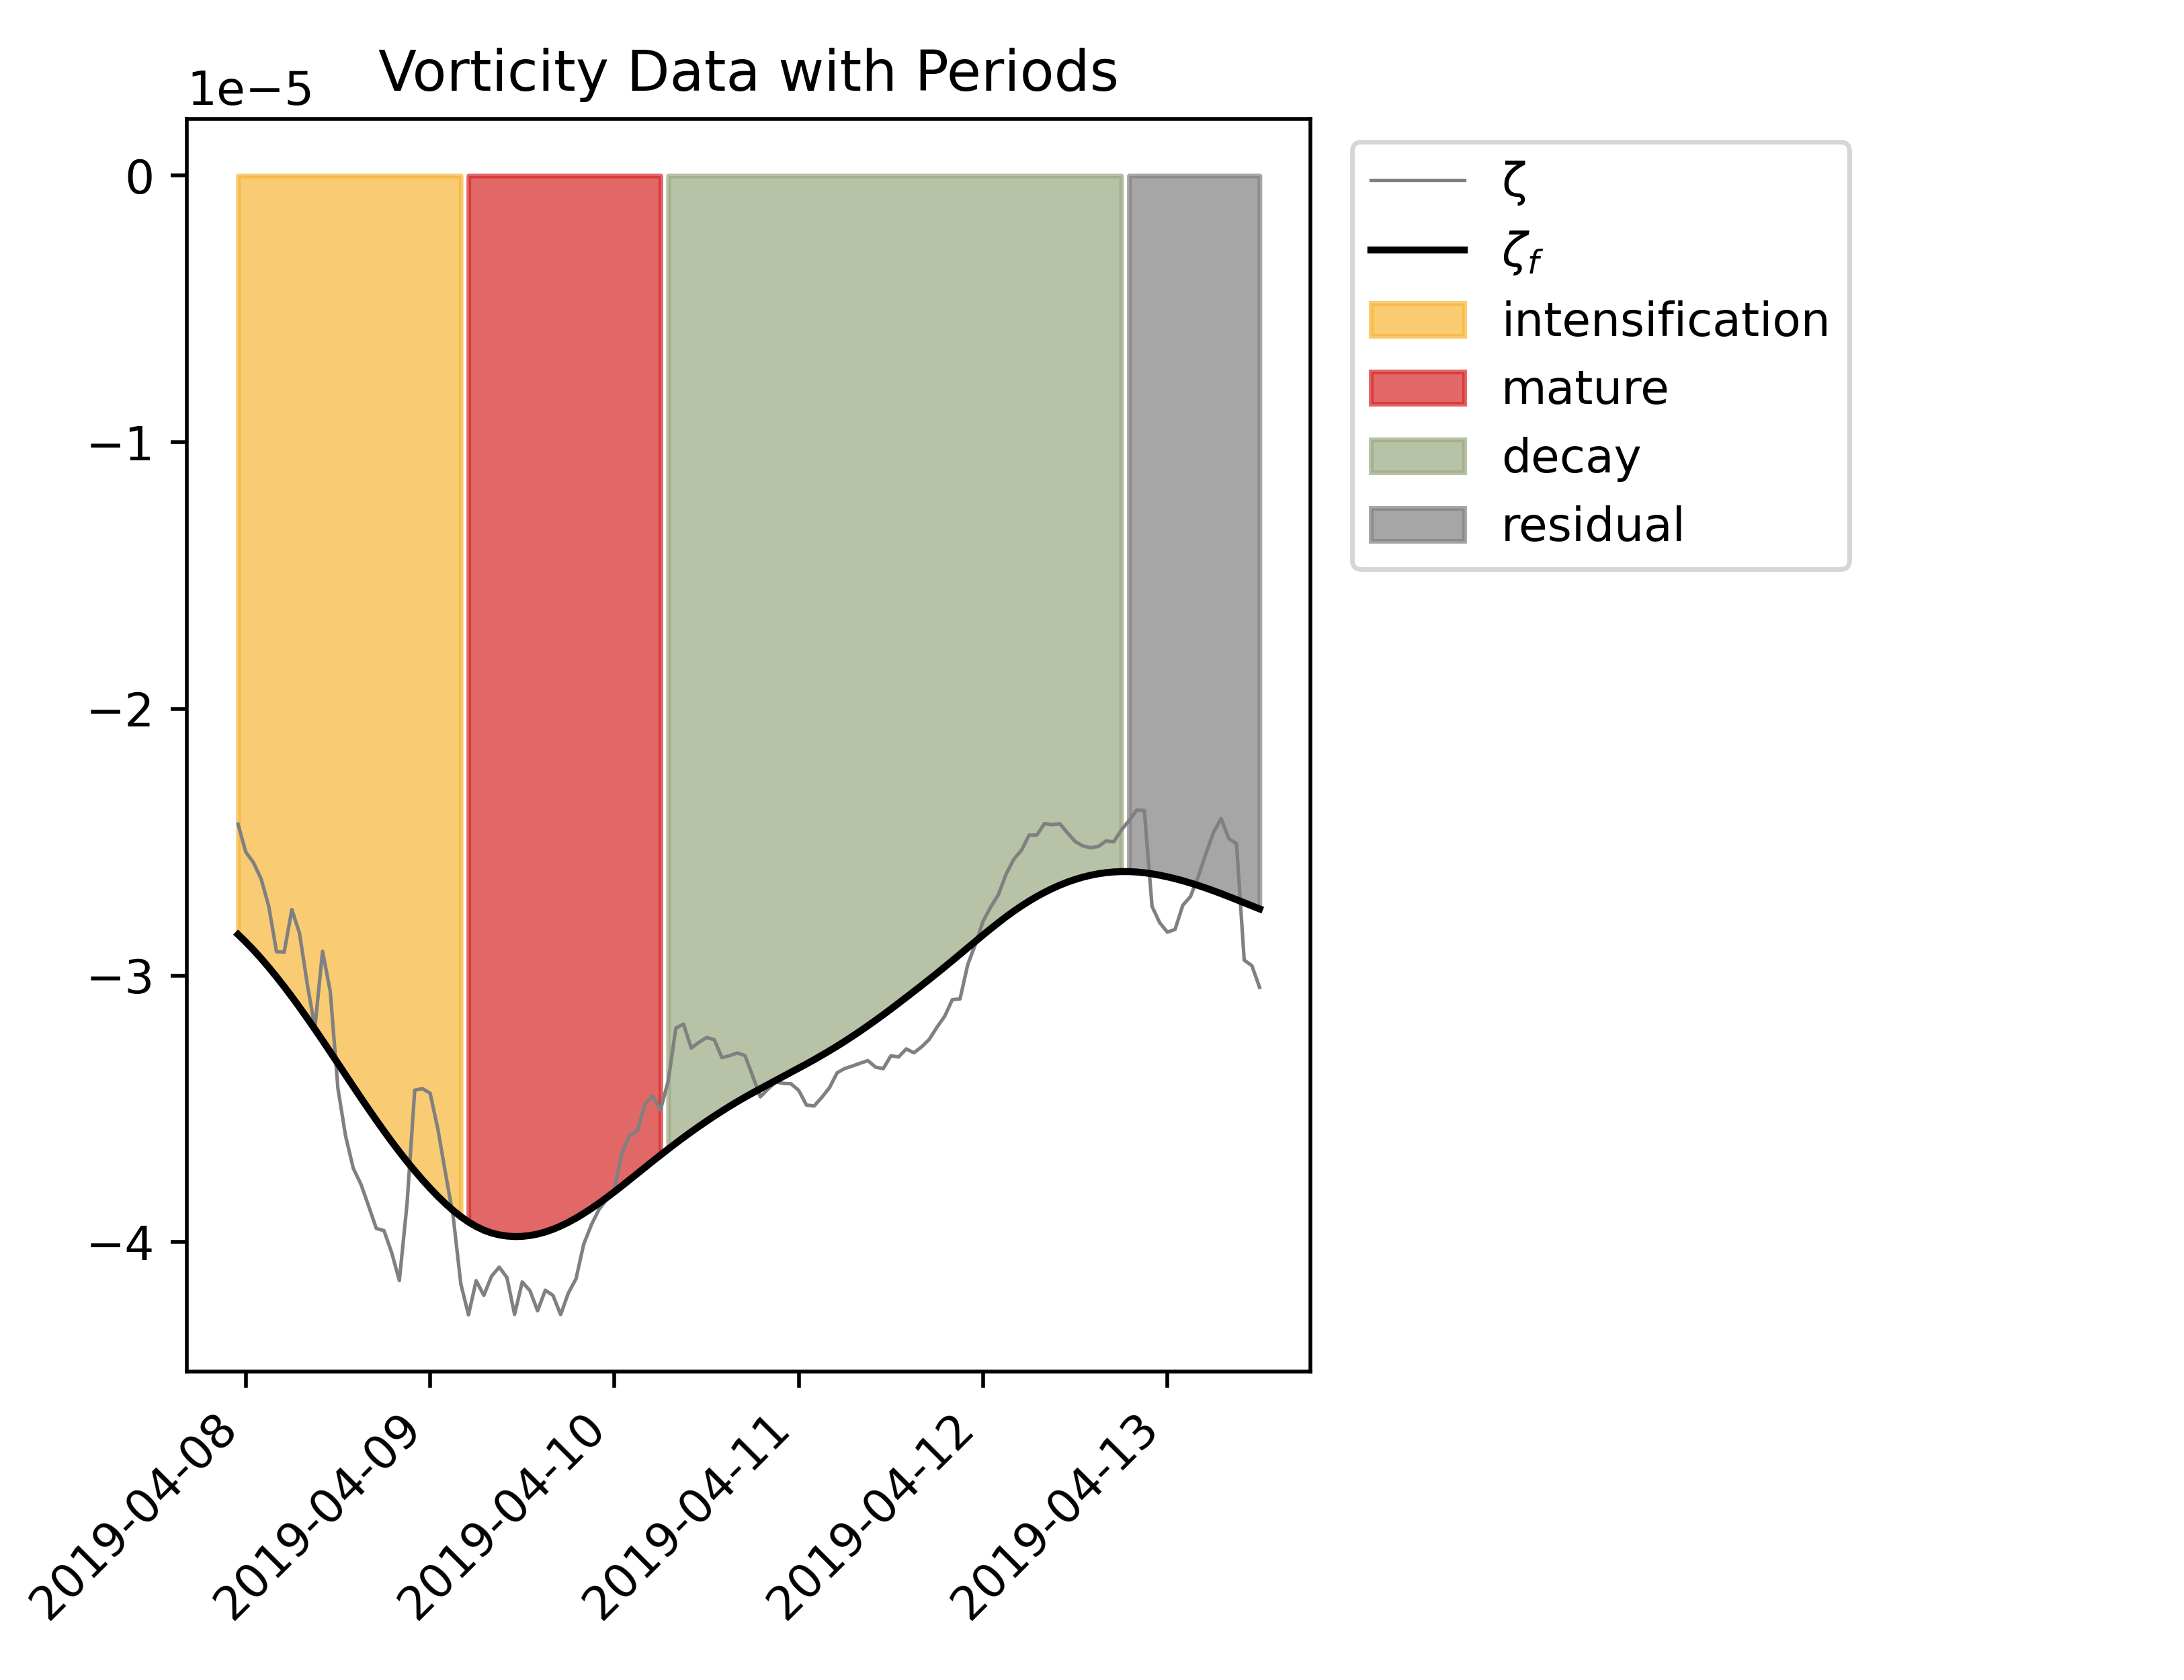 Vorticity Data with Periods
1e−5
0
−1
−2
−3
−4
2019-04-08
2019-04-09
2019-04-10
2019-04-11
2019-04-12
2019-04-13
ζ
ζf
intensification
mature
decay
residual